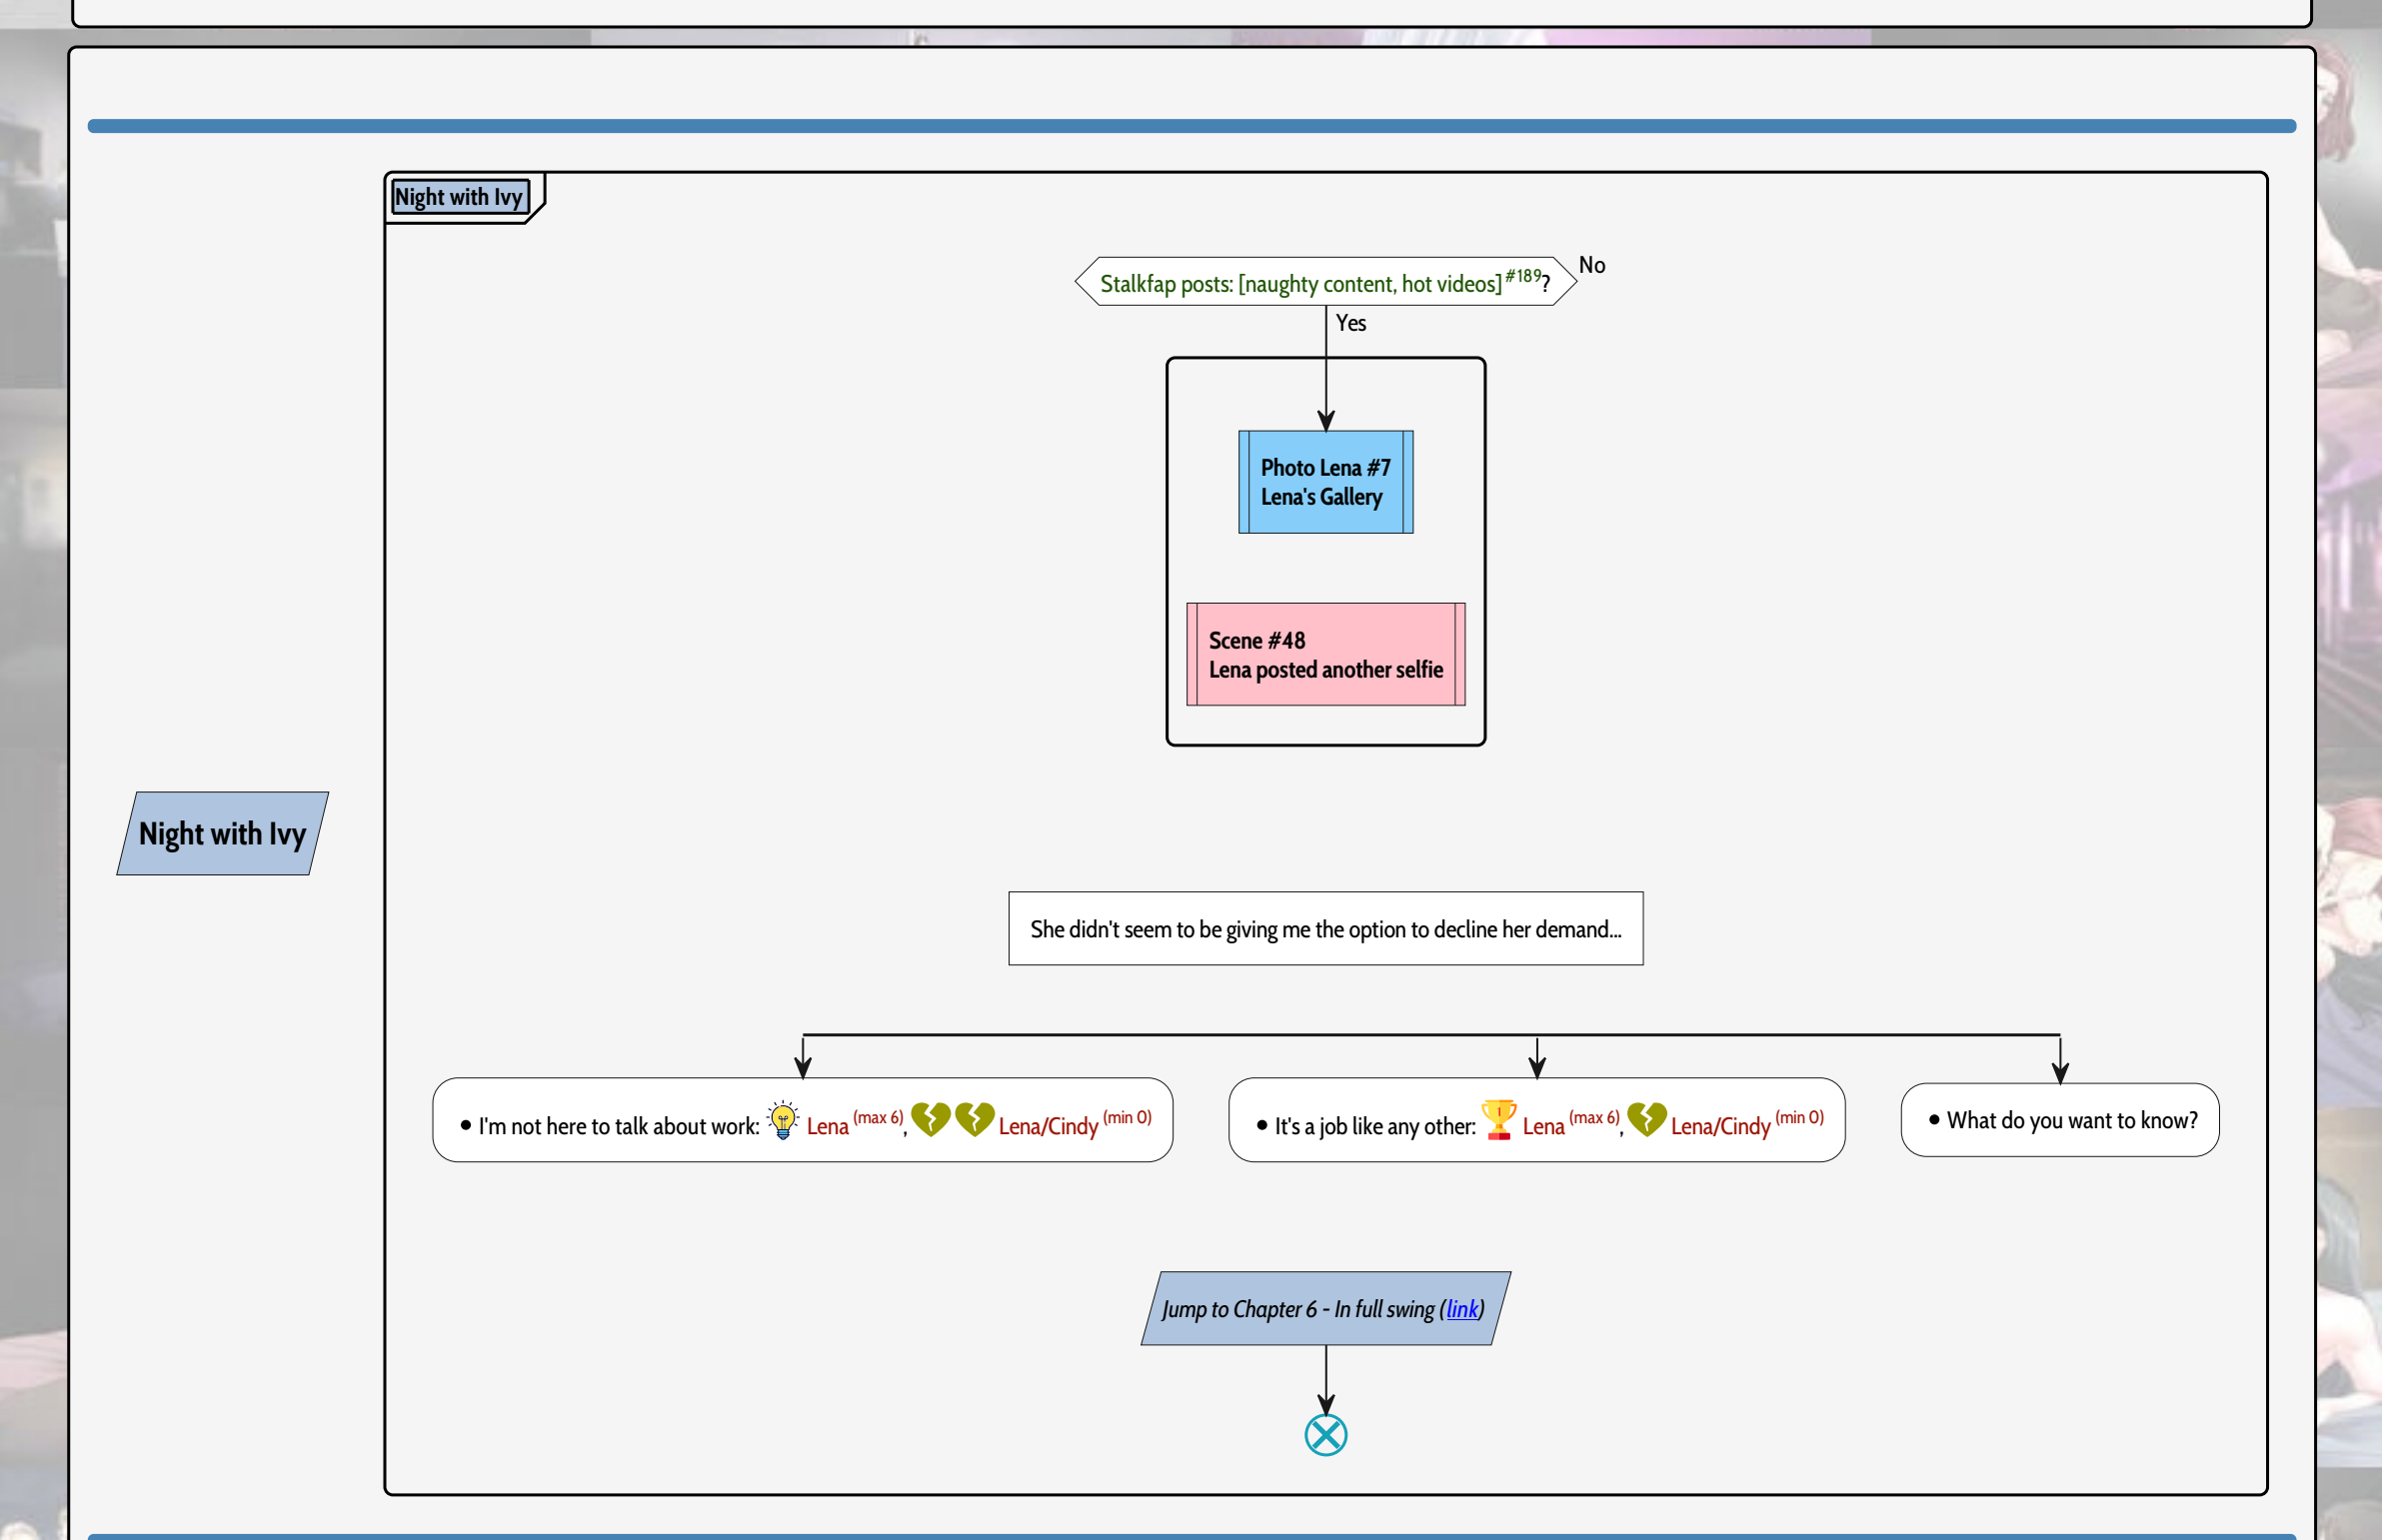 Night with Ivy
Stalkfap posts: [naughty content, hot videos]#189?
No
Yes
Photo Lena #7
Lena's Gallery
Scene #48
Lena posted another selfie
Night with Ivy
She didn't seem to be giving me the option to decline her demand...
• I'm not here to talk about work: Lena (max 6), Lena/Cindy (min 0)
• It's a job like any other: 1 Lena (max 6), Lena/Cindy (min 0)
• What do you want to know?
Jump to Chapter 6 - In full swing (link)